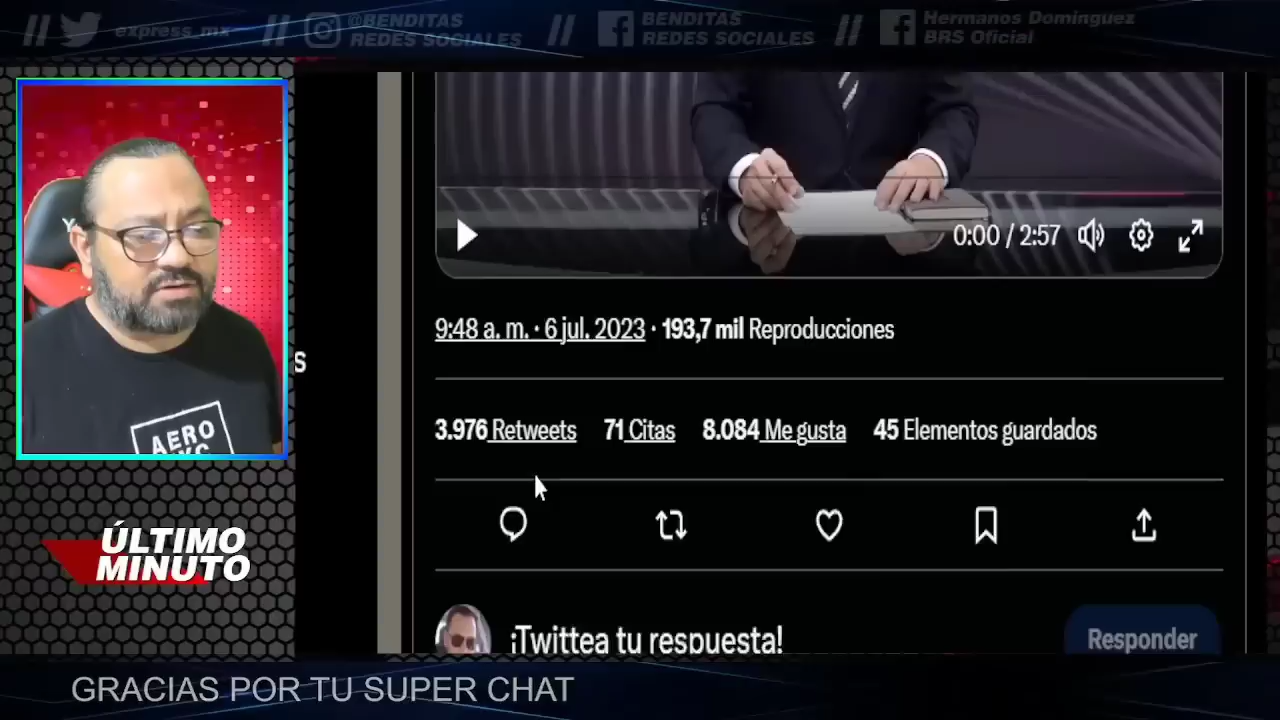 express_mx
@BENDITAS
REDES SOCIALES
BENDITAS
REDES SOCIALES
Hermanos Dominguez
BRS Oficial
0:00 / 2:57
9:48 a. m. · 6 jul. 2023 · 193,7 mil Reproducciones
S
3.976 Retweets 71 Citas 8.084 Me gusta 45 Elementos guardados
AERO
ÚLTIMO
MINUTO
¡Twittea tu respuesta!
Responder
GRACIAS POR TU SUPER CHAT